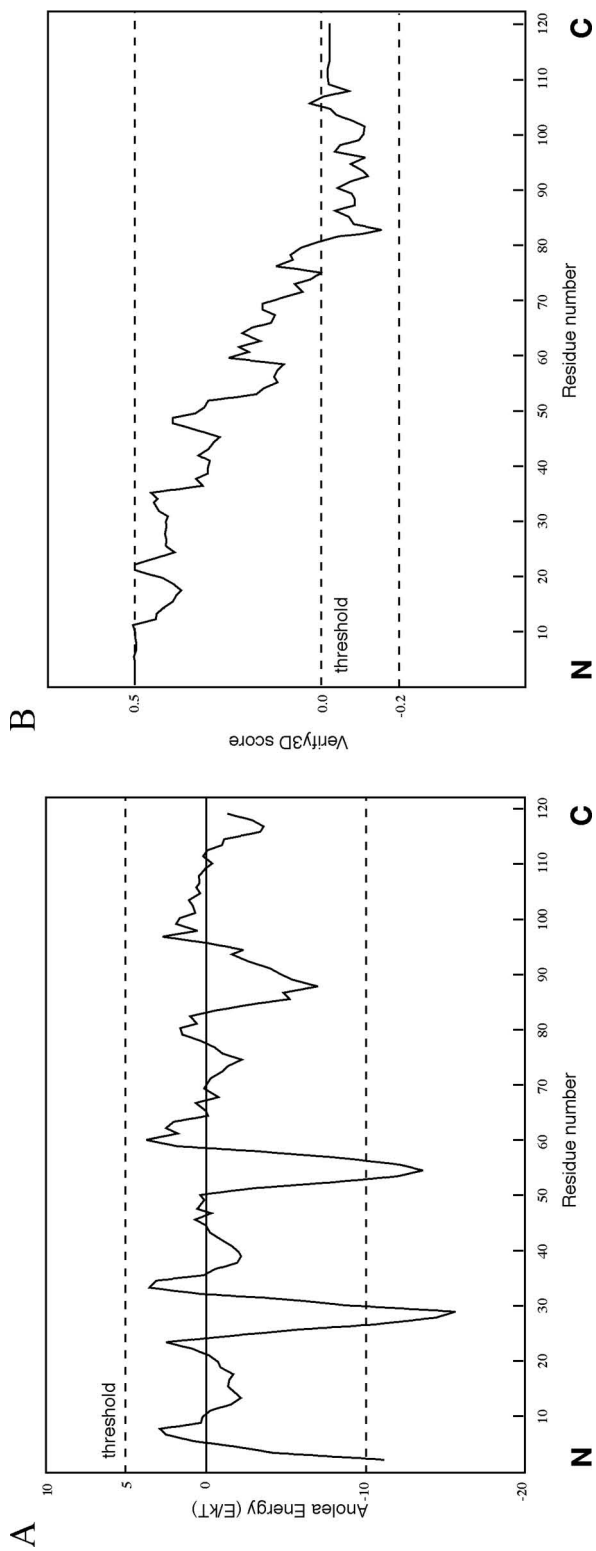 A
10
5
0
-10
-20
Anolea Energy (E/kT)
threshold
10 20 30 40 50 60 70 80 90 100 110 120
Residue number
N C
B
0.5
0.0
-0.2
Verify3D score
threshold
10 20 30 40 50 60 70 80 90 100 110 120
Residue number
N C